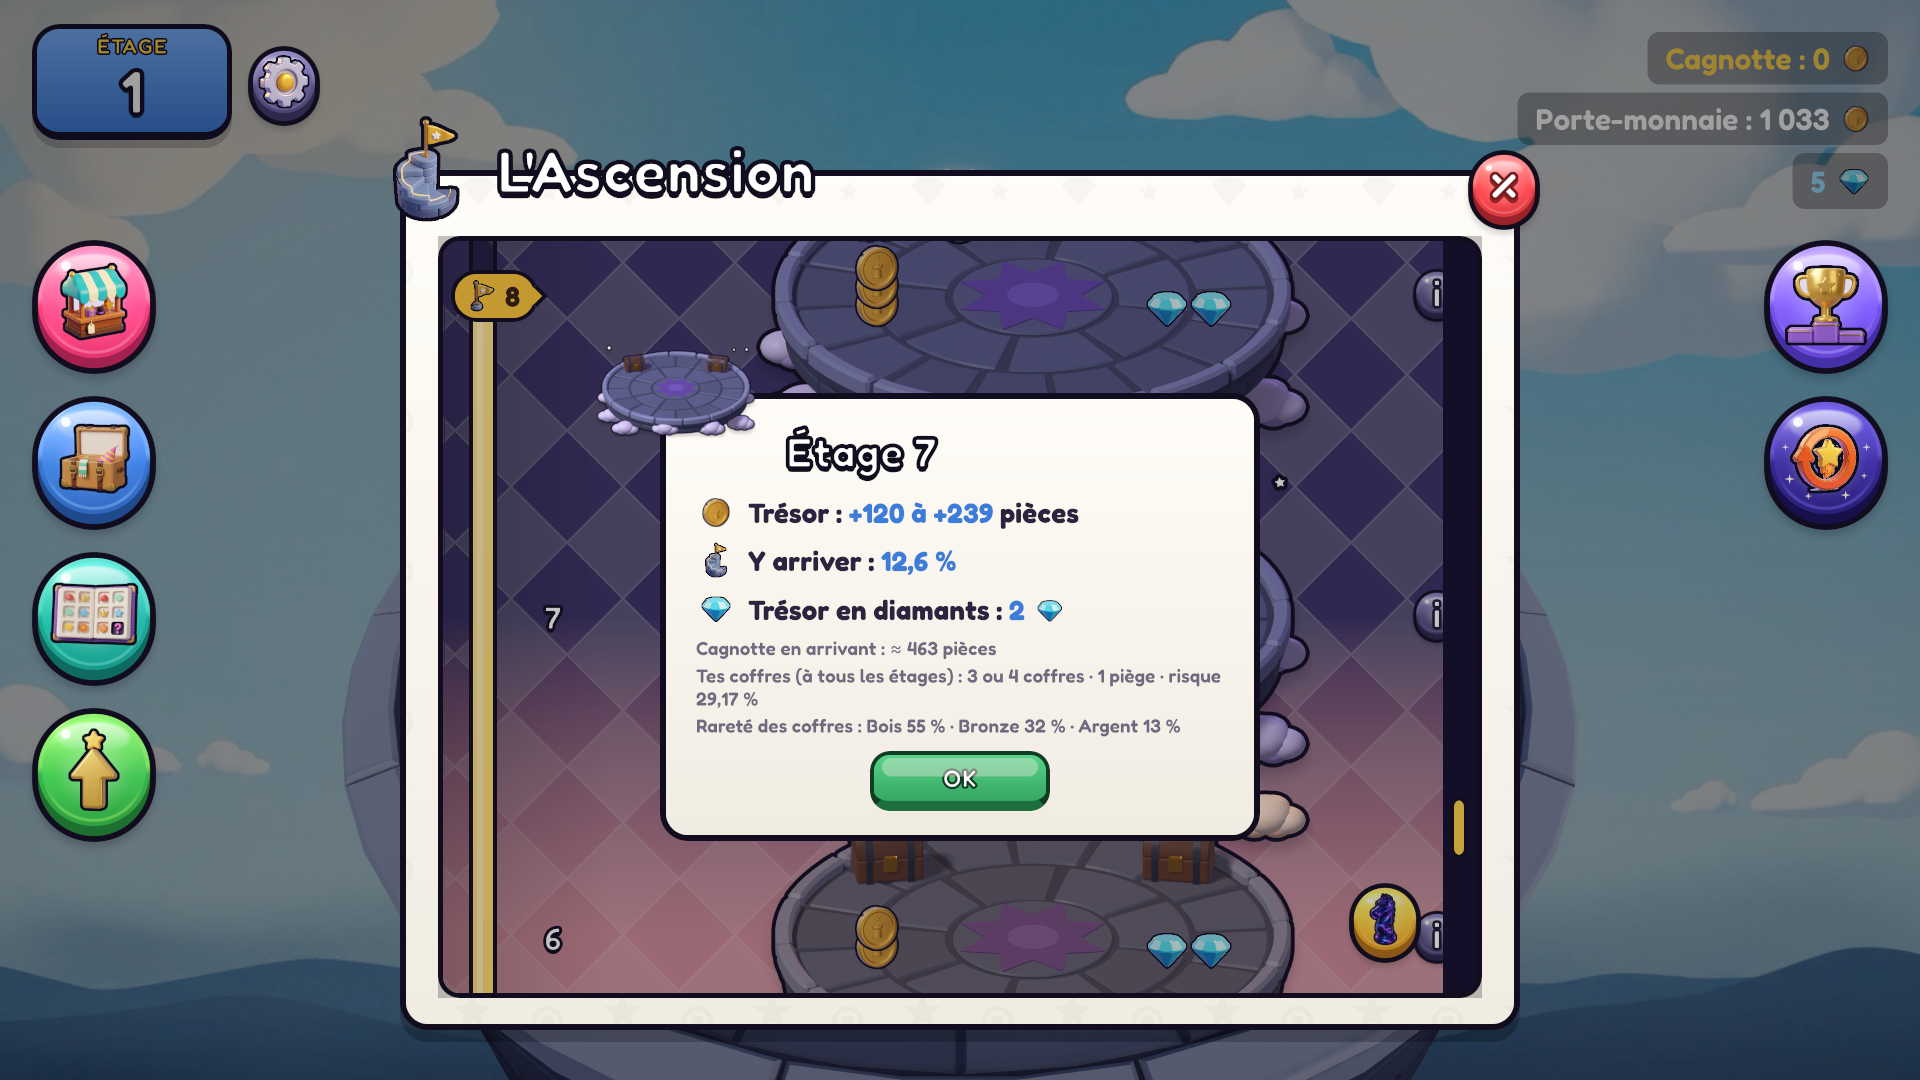 ÉTAGE
1
Cagnotte : 0
Porte-monnaie : 1 033
5
L'Ascension
8
Étage 7
Trésor : +120 à +239 pièces
Y arriver : 12,6 %
Trésor en diamants : 2
Cagnotte en arrivant : ≈ 463 pièces
Tes coffres (à tous les étages) : 3 ou 4 coffres · 1 piège · risque
29,17 %
Rareté des coffres : Bois 55 % · Bronze 32 % · Argent 13 %
OK
7
6
i
i
i
?